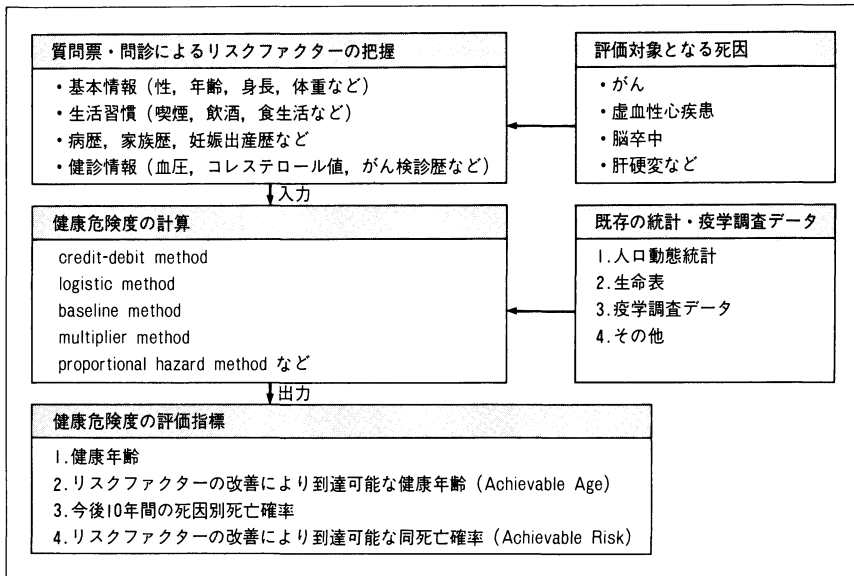 質問票・問診によるリスクファクターの把握
・基本情報（性，年齢，身長，体重など）
・生活習慣（喫煙，飲酒，食生活など）
・病歴，家族歴，妊娠出産歴など
・健診情報（血圧，コレステロール値，がん検診歴など）
評価対象となる死因
・がん
・虚血性心疾患
・脳卒中
・肝硬変など
入力
健康危険度の計算
credit-debit method
logistic method
baseline method
multiplier method
proportional hazard method など
既存の統計・疫学調査データ
1.人口動態統計
2.生命表
3.疫学調査データ
4.その他
出力
健康危険度の評価指標
1.健康年齢
2.リスクファクターの改善により到達可能な健康年齢（Achievable Age）
3.今後10年間の死因別死亡確率
4.リスクファクターの改善により到達可能な同死亡確率（Achievable Risk）